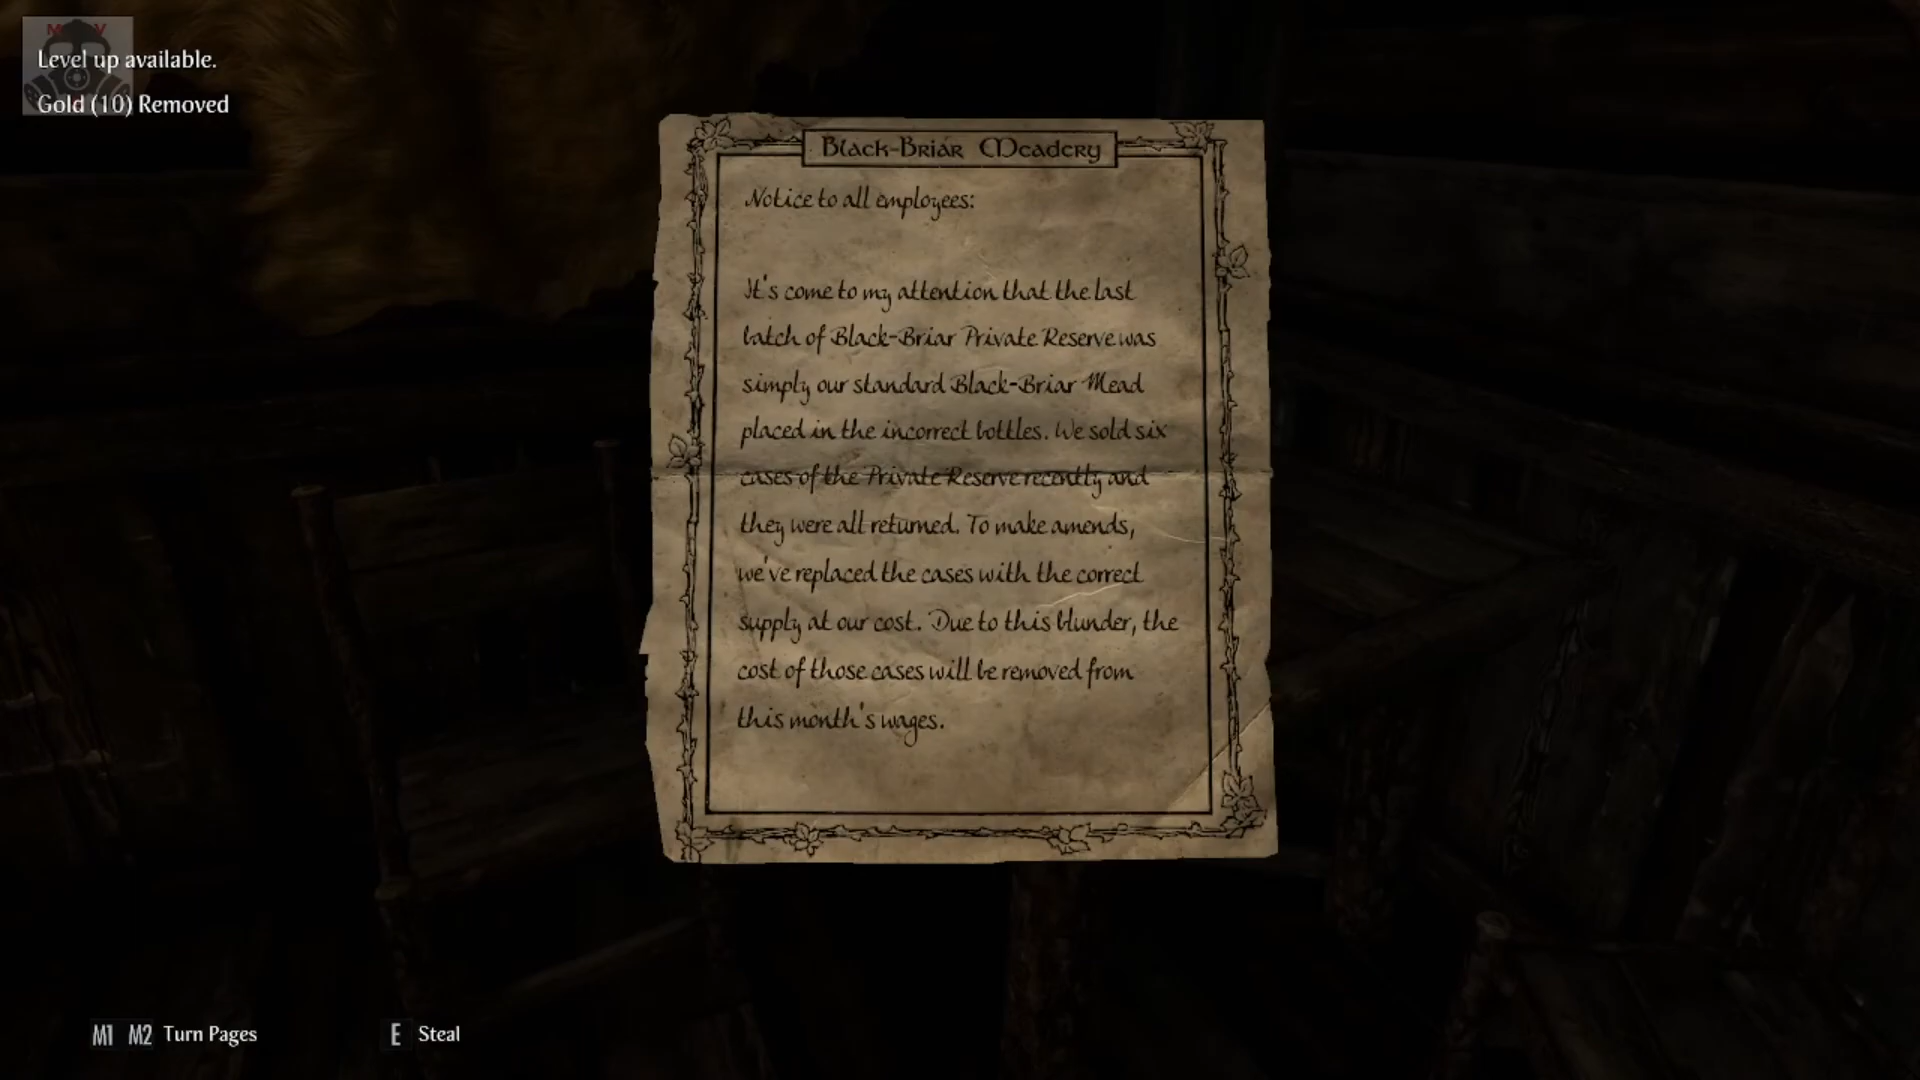 M V
Level up available.
Gold (10) Removed
Black-Briar Meadery
Notice to all employees:
It's come to my attention that the last
batch of Black-Briar Private Reserve was
simply our standard Black-Briar Mead
placed in the incorrect bottles. We sold six
cases of the Private Reserve recently and
they were all returned. To make amends,
we've replaced the cases with the correct
supply at our cost. Due to this blunder, the
cost of those cases will be removed from
this month's wages.
M1 M2 Turn Pages
E Steal